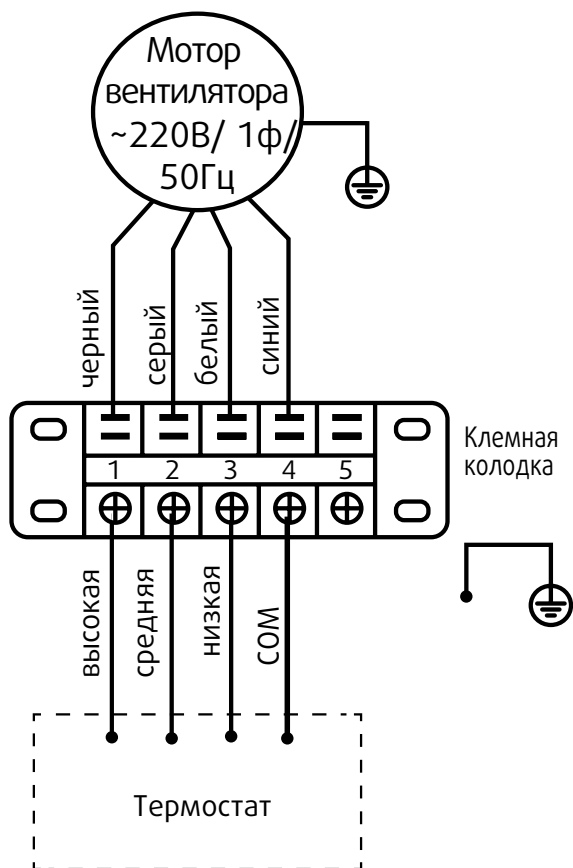 Мотор
вентилятора
~220В/ 1ф/
50Гц
черный
серый
белый
синий
Клемная
колодка
1 2 3 4 5
высокая
средняя
низкая
COM
Термостат